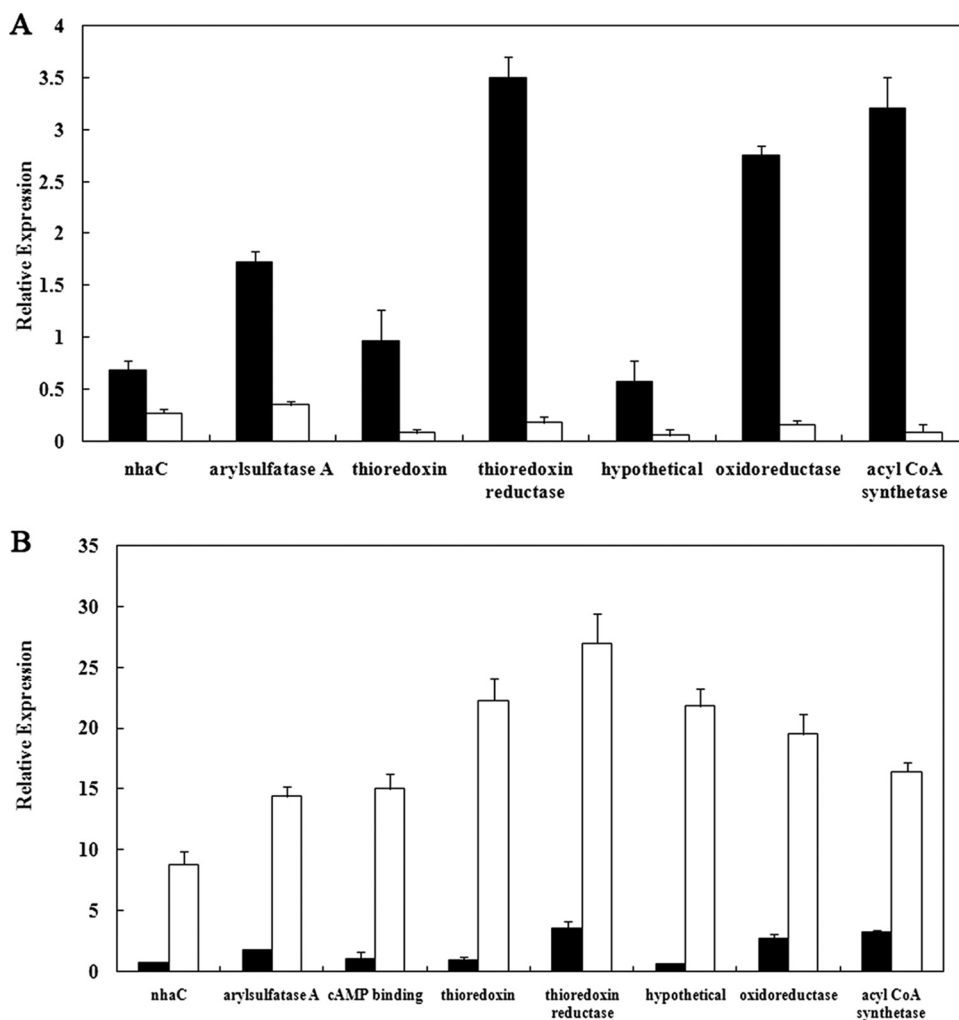 A
4
3.5
3
2.5
2
1.5
1
0.5
0
Relative Expression
nhaC arylsulfatase A thioredoxin thioredoxin hypothetical oxidoreductase acyl CoA
reductase synthetase
B
35
30
25
20
15
10
5
0
Relative Expression
nhaC arylsulfatase A cAMP binding thioredoxin thioredoxin hypothetical oxidoreductase acyl CoA
reductase synthetase